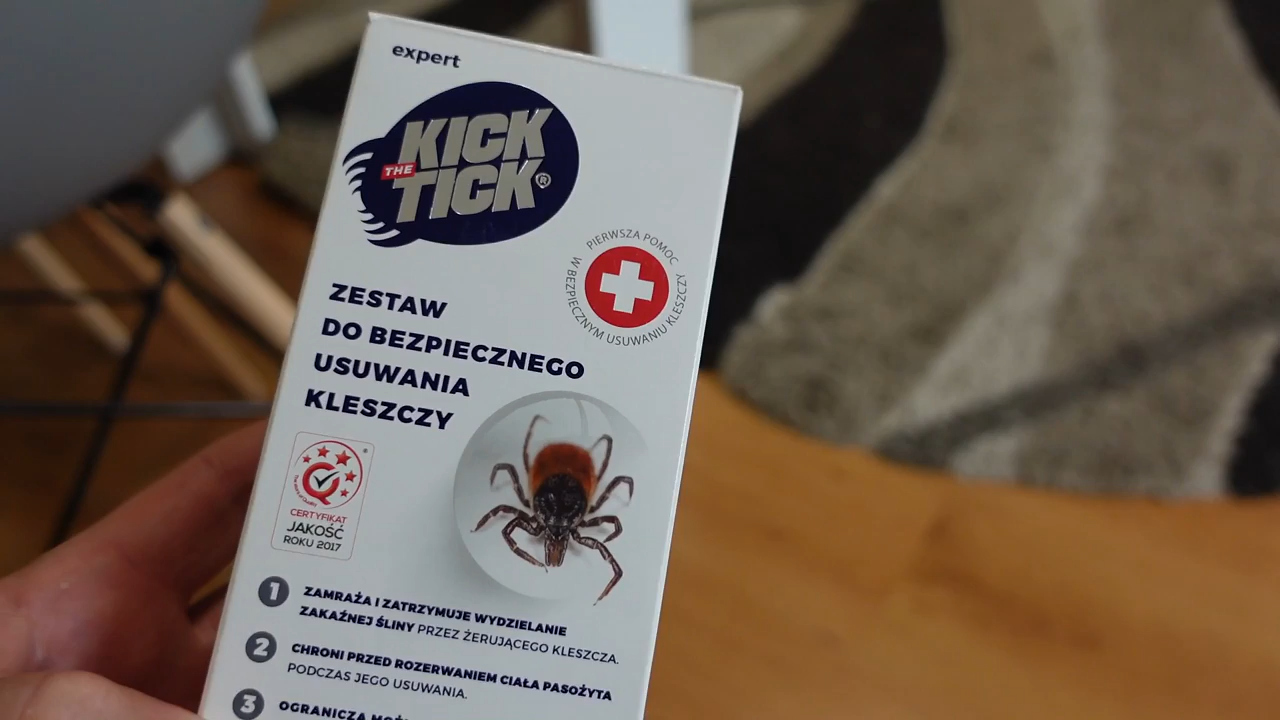 expert
KICK
THE
TICK®
PIERWSZA POMOC
W BEZPIECZNYM USUWANIU KLESZCZY
ZESTAW
DO BEZPIECZNEGO
USUWANIA
KLESZCZY
Q
CERTYFIKAT
JAKOŚĆ
ROKU 2017
1 ZAMRAŻA I ZATRZYMUJE WYDZIELANIE
ZAKAŹNEJ ŚLINY PRZEZ ŻERUJĄCEGO KLESZCZA.
2 CHRONI PRZED ROZERWANIEM CIAŁA PASOŻYTA
PODCZAS JEGO USUWANIA.
3 OGRANICZA